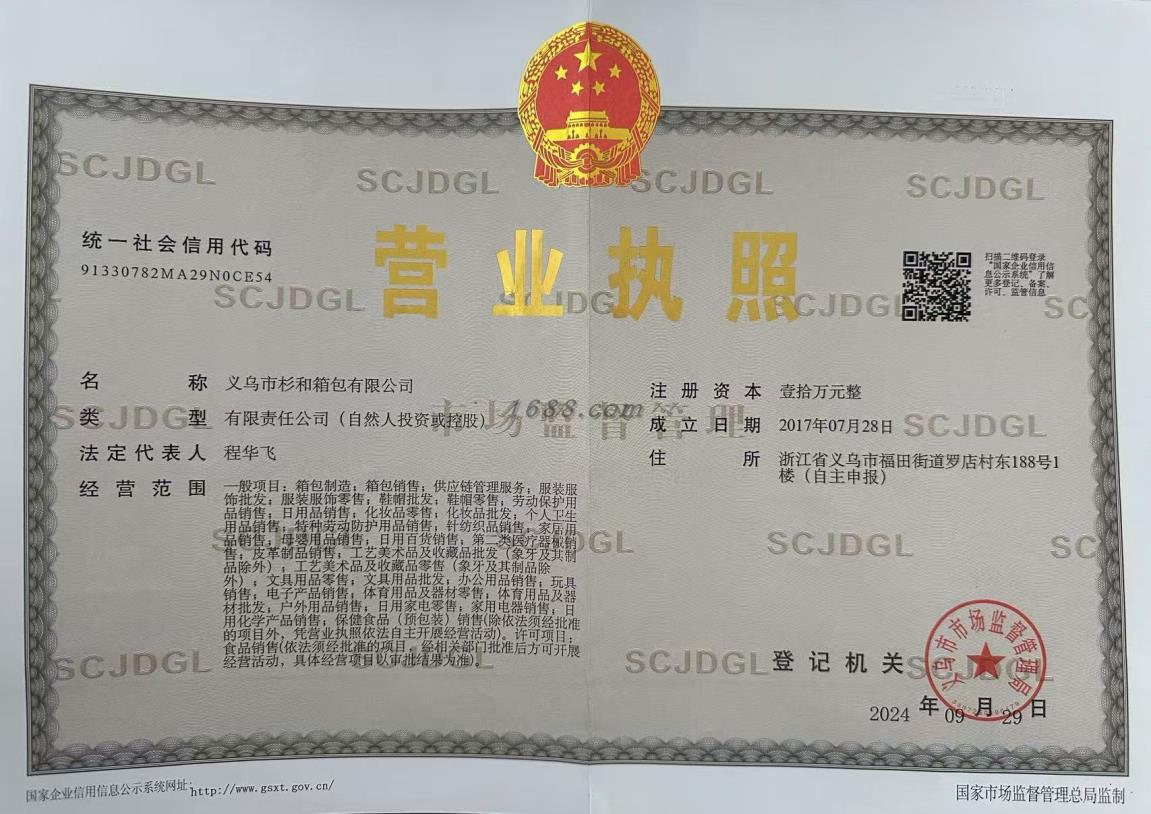 营业执照
统一社会信用代码
91330782MA29N0CE54
扫描二维码登录
“国家企业信用信
息公示系统”了解
更多登记、备案、
许可、监管信息
名称 义乌市杉和箱包有限公司
类型 有限责任公司（自然人投资或控股）
法定代表人 程华飞
经营范围 一般项目：箱包制造；箱包销售；供应链管理服务；服装服
饰批发；服装服饰零售；鞋帽批发；鞋帽零售；劳动保护用
品销售；日用品销售；化妆品零售；化妆品批发；个人卫生
用品销售；特种劳动防护用品销售；针纺织品销售；家居用
品销售；母婴用品销售；日用百货销售；第二类医疗器械销
售；皮革制品销售；工艺美术品及收藏品批发（象牙及其制
品除外）；工艺美术品及收藏品零售（象牙及其制品除
外）；文具用品零售；文具用品批发；办公用品销售；玩具
销售；电子产品销售；体育用品及器材零售；体育用品及器
材批发；户外用品销售；日用家电零售；家用电器销售；日
用化学产品销售；保健食品（预包装）销售(除依法须经批准
的项目外，凭营业执照依法自主开展经营活动)。许可项目：
食品销售(依法须经批准的项目，经相关部门批准后方可开展
经营活动，具体经营项目以审批结果为准)。
注册资本 壹拾万元整
成立日期 2017年07月28日
住所 浙江省义乌市福田街道罗店村东188号1
楼（自主申报）
登记机关
义乌市市场监督管理局
2024年09月29日
国家企业信用信息公示系统网址:http://www.gsxt.gov.cn/
国家市场监督管理总局监制
SCJDGL
市场监督管理
1688.com